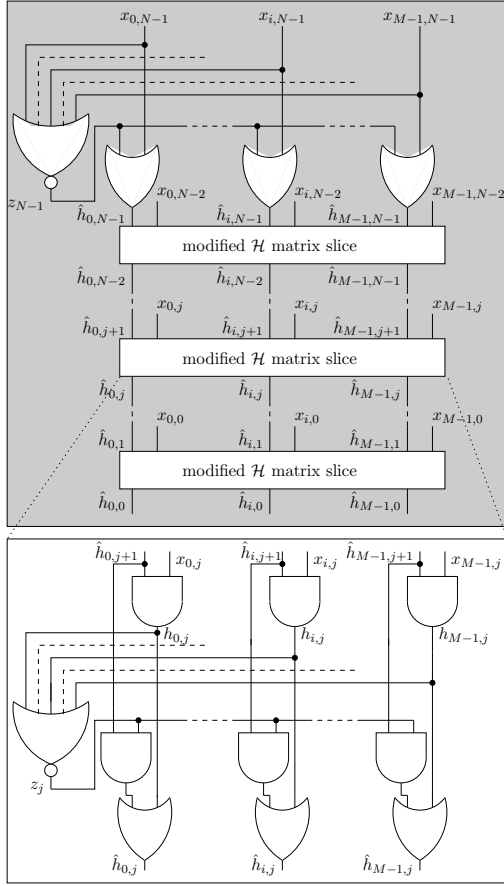 x_{0,N-1} x_{i,N-1} x_{M-1,N-1}
z_{N-1} x_{0,N-2} x_{i,N-2} x_{M-1,N-2}
ĥ_{0,N-1} ĥ_{i,N-1} ĥ_{M-1,N-1}
modified ℋ matrix slice
ĥ_{0,N-2} ĥ_{i,N-2} ĥ_{M-1,N-1}
x_{0,j} x_{i,j} x_{M-1,j}
ĥ_{0,j+1} ĥ_{i,j+1} ĥ_{M-1,j+1}
modified ℋ matrix slice
ĥ_{0,j} ĥ_{i,j} ĥ_{M-1,j}
x_{0,0} x_{i,0} x_{M-1,0}
ĥ_{0,1} ĥ_{i,1} ĥ_{M-1,1}
modified ℋ matrix slice
ĥ_{0,0} ĥ_{i,0} ĥ_{M-1,0}
ĥ_{0,j+1} ĥ_{i,j+1} ĥ_{M-1,j+1}
x_{0,j} x_{i,j} x_{M-1,j}
h_{0,j} h_{i,j} h_{M-1,j}
z_j
ĥ_{0,j} ĥ_{i,j} ĥ_{M-1,j}